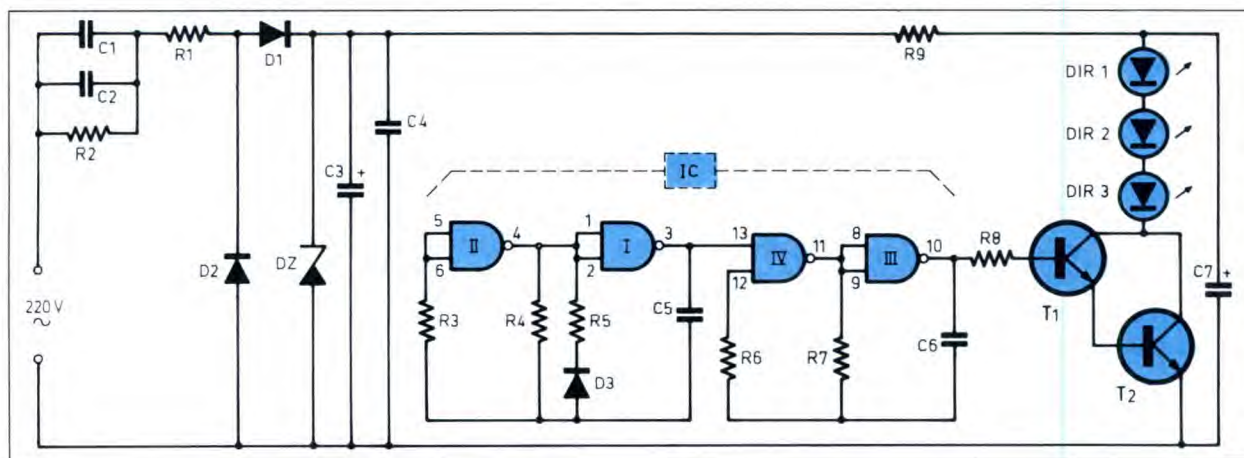 C1
R1
D1
R9
C2
R2
DIR 1
DIR 2
DIR 3
C4
C3 +
IC
5 4 1 3 13 11 8 10
II I IV III
6 2 12 9
R8
T1
C7 +
220 V
~
D2
DZ
R3
R4
R5
C5
R6
R7
C6
D3
T2